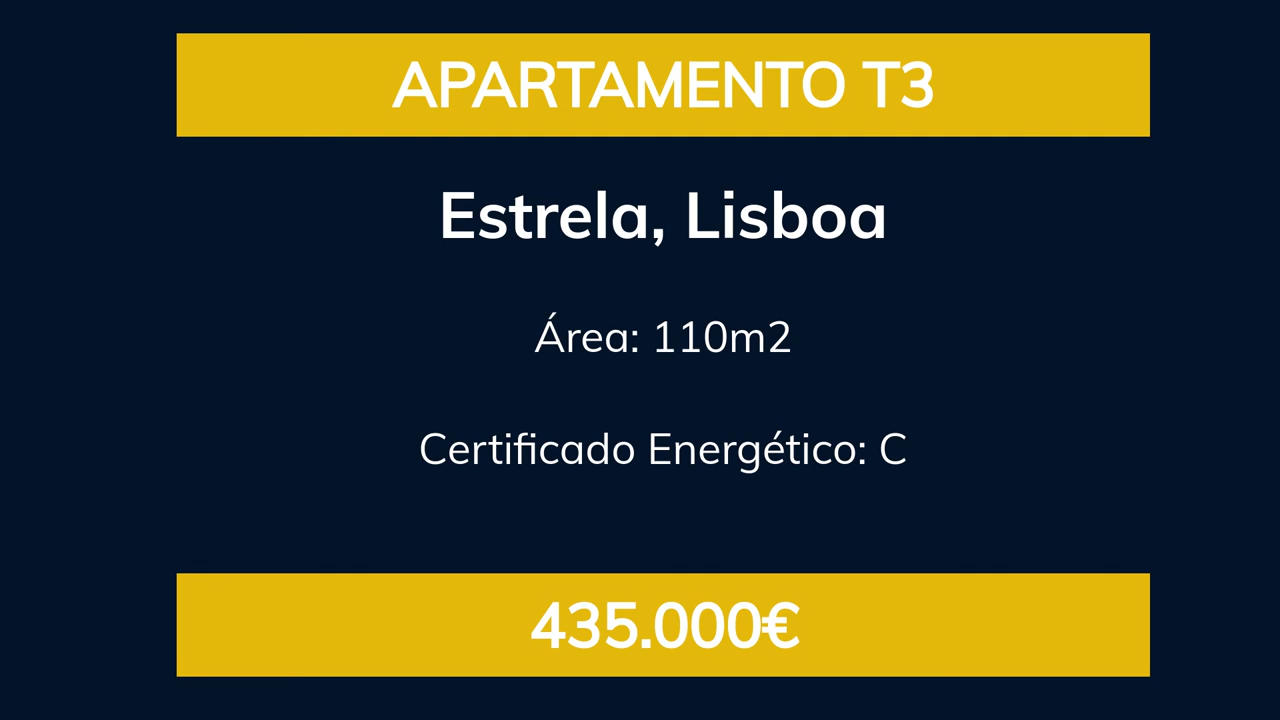 APARTAMENTO T3
Estrela, Lisboa
Área: 110m2
Certificado Energético: C
435.000€